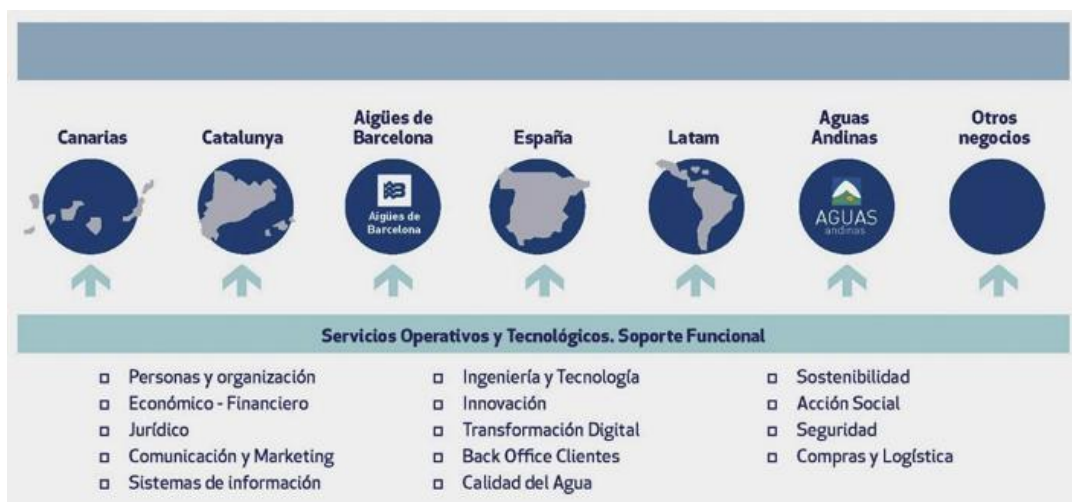 Canarias
Catalunya
Aigües de
Barcelona
España
Latam
Aguas
Andinas
Otros
negocios
Aigües de
Barcelona
AGUAS
andinas
Servicios Operativos y Tecnológicos. Soporte Funcional
Personas y organización
Económico - Financiero
Jurídico
Comunicación y Marketing
Sistemas de información
Ingeniería y Tecnología
Innovación
Transformación Digital
Back Office Clientes
Calidad del Agua
Sostenibilidad
Acción Social
Seguridad
Compras y Logística